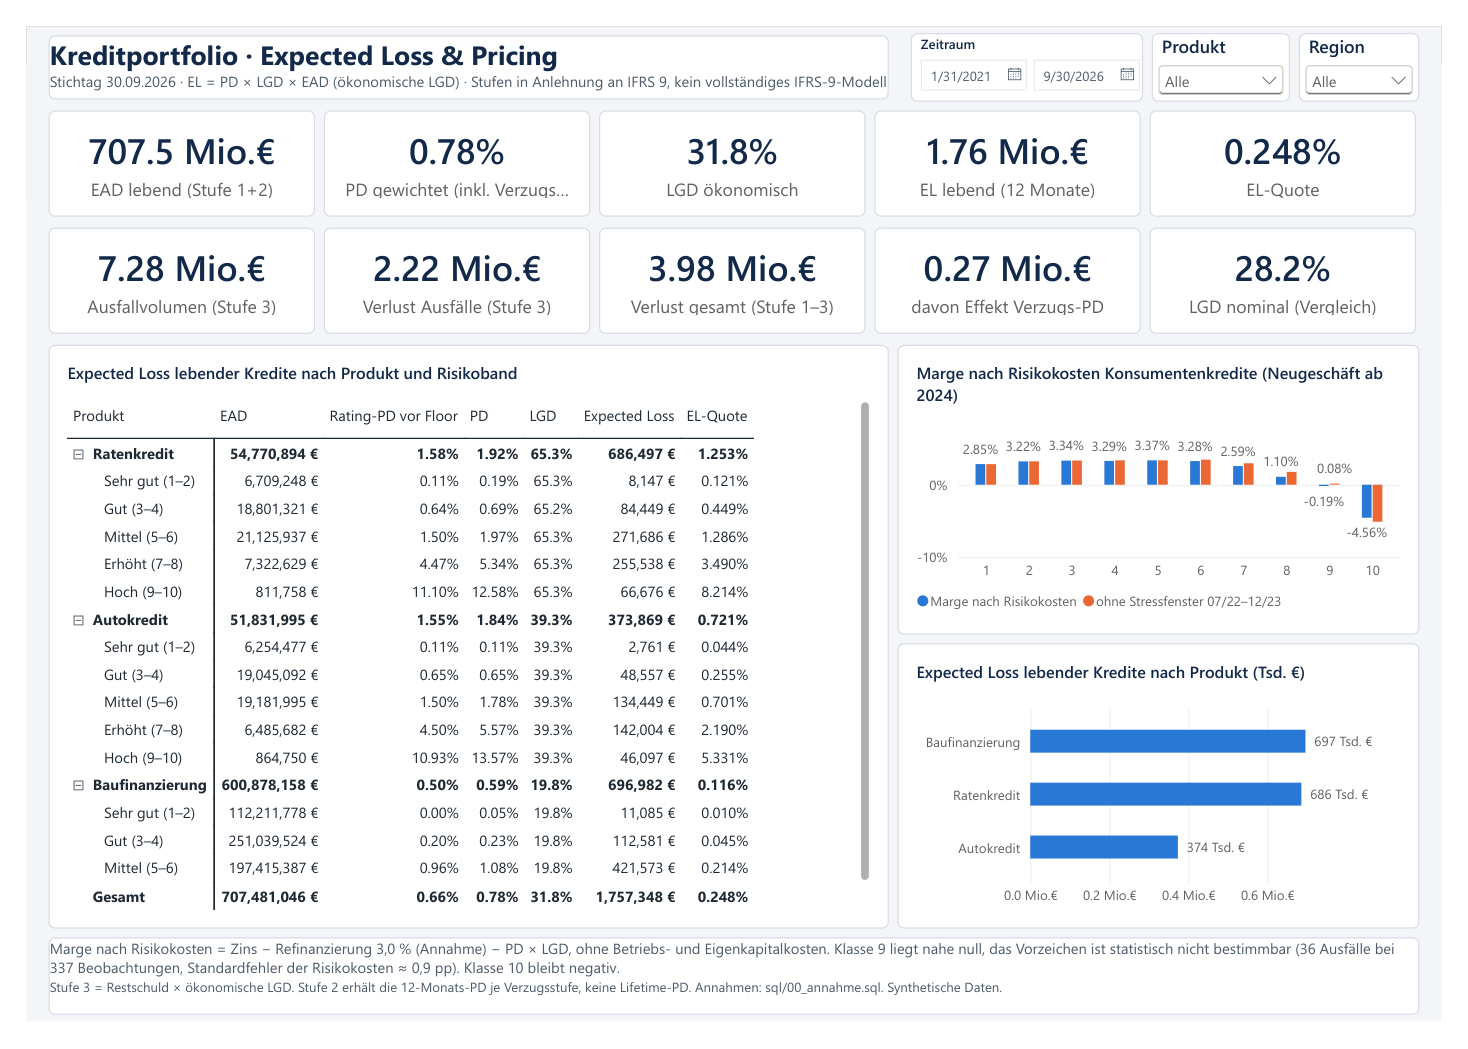 Kreditportfolio · Expected Loss & Pricing
Stichtag 30.09.2026 · EL = PD × LGD × EAD (ökonomische LGD) · Stufen in Anlehnung an IFRS 9, kein vollständiges IFRS-9-Modell
Zeitraum
1/31/2021 9/30/2026
Produkt
Alle
Region
Alle
707.5 Mio.€
EAD lebend (Stufe 1+2)
0.78%
PD gewichtet (inkl. Verzugs...
31.8%
LGD ökonomisch
1.76 Mio.€
EL lebend (12 Monate)
0.248%
EL-Quote
7.28 Mio.€
Ausfallvolumen (Stufe 3)
2.22 Mio.€
Verlust Ausfälle (Stufe 3)
3.98 Mio.€
Verlust gesamt (Stufe 1–3)
0.27 Mio.€
davon Effekt Verzugs-PD
28.2%
LGD nominal (Vergleich)
Expected Loss lebender Kredite nach Produkt und Risikoband
Produkt EAD Rating-PD vor Floor PD LGD Expected Loss EL-Quote
Ratenkredit 54,770,894 € 1.58% 1.92% 65.3% 686,497 € 1.253%
Sehr gut (1–2) 6,709,248 € 0.11% 0.19% 65.3% 8,147 € 0.121%
Gut (3–4) 18,801,321 € 0.64% 0.69% 65.2% 84,449 € 0.449%
Mittel (5–6) 21,125,937 € 1.50% 1.97% 65.3% 271,686 € 1.286%
Erhöht (7–8) 7,322,629 € 4.47% 5.34% 65.3% 255,538 € 3.490%
Hoch (9–10) 811,758 € 11.10% 12.58% 65.3% 66,676 € 8.214%
Autokredit 51,831,995 € 1.55% 1.84% 39.3% 373,869 € 0.721%
Sehr gut (1–2) 6,254,477 € 0.11% 0.11% 39.3% 2,761 € 0.044%
Gut (3–4) 19,045,092 € 0.65% 0.65% 39.3% 48,557 € 0.255%
Mittel (5–6) 19,181,995 € 1.50% 1.78% 39.3% 134,449 € 0.701%
Erhöht (7–8) 6,485,682 € 4.50% 5.57% 39.3% 142,004 € 2.190%
Hoch (9–10) 864,750 € 10.93% 13.57% 39.3% 46,097 € 5.331%
Baufinanzierung 600,878,158 € 0.50% 0.59% 19.8% 696,982 € 0.116%
Sehr gut (1–2) 112,211,778 € 0.00% 0.05% 19.8% 11,085 € 0.010%
Gut (3–4) 251,039,524 € 0.20% 0.23% 19.8% 112,581 € 0.045%
Mittel (5–6) 197,415,387 € 0.96% 1.08% 19.8% 421,573 € 0.214%
Gesamt 707,481,046 € 0.66% 0.78% 31.8% 1,757,348 € 0.248%
Marge nach Risikokosten Konsumentenkredite (Neugeschäft ab
2024)
2.85% 3.22% 3.34% 3.29% 3.37% 3.28% 2.59% 1.10% 0.08%
0%
-0.19%
-4.56%
-10%
1 2 3 4 5 6 7 8 9 10
Marge nach Risikokosten ohne Stressfenster 07/22–12/23
Expected Loss lebender Kredite nach Produkt (Tsd. €)
Baufinanzierung 697 Tsd. €
Ratenkredit 686 Tsd. €
Autokredit 374 Tsd. €
0.0 Mio.€ 0.2 Mio.€ 0.4 Mio.€ 0.6 Mio.€
Marge nach Risikokosten = Zins − Refinanzierung 3,0 % (Annahme) − PD × LGD, ohne Betriebs- und Eigenkapitalkosten. Klasse 9 liegt nahe null, das Vorzeichen ist statistisch nicht bestimmbar (36 Ausfälle bei
337 Beobachtungen, Standardfehler der Risikokosten ≈ 0,9 pp). Klasse 10 bleibt negativ.
Stufe 3 = Restschuld × ökonomische LGD. Stufe 2 erhält die 12-Monats-PD je Verzugsstufe, keine Lifetime-PD. Annahmen: sql/00_annahme.sql. Synthetische Daten.